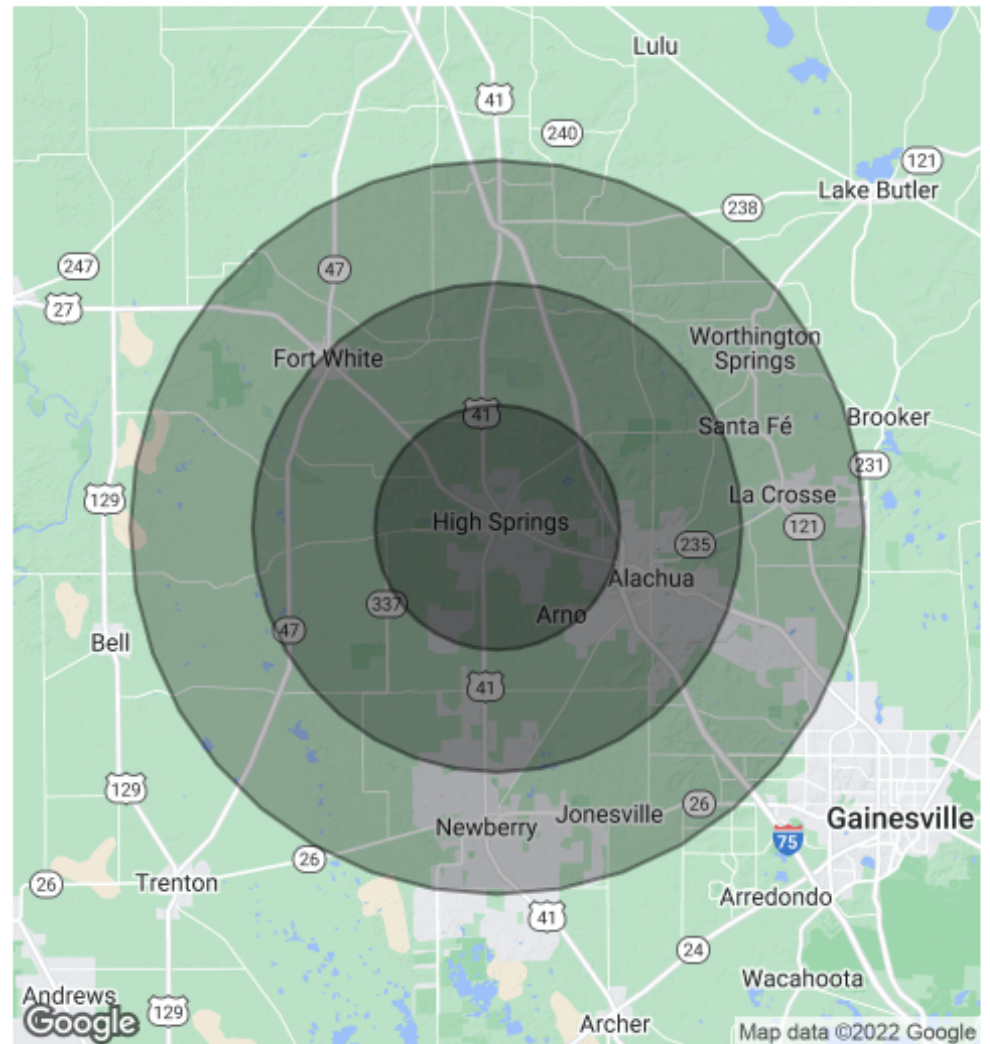 Lulu
41
240
121
Lake Butler
238
47
247
27
Worthington
Springs
Fort White
41
Santa Fé
Brooker
231
129
La Crosse
High Springs
121
235
Alachua
337
Arno
47
Bell
41
129
26
Jonesville
Newberry
Gainesville
75
26
Trenton
26
Arredondo
41
24
Wacahoota
Andrews
129
Archer
Google
Map data ©2022 Google